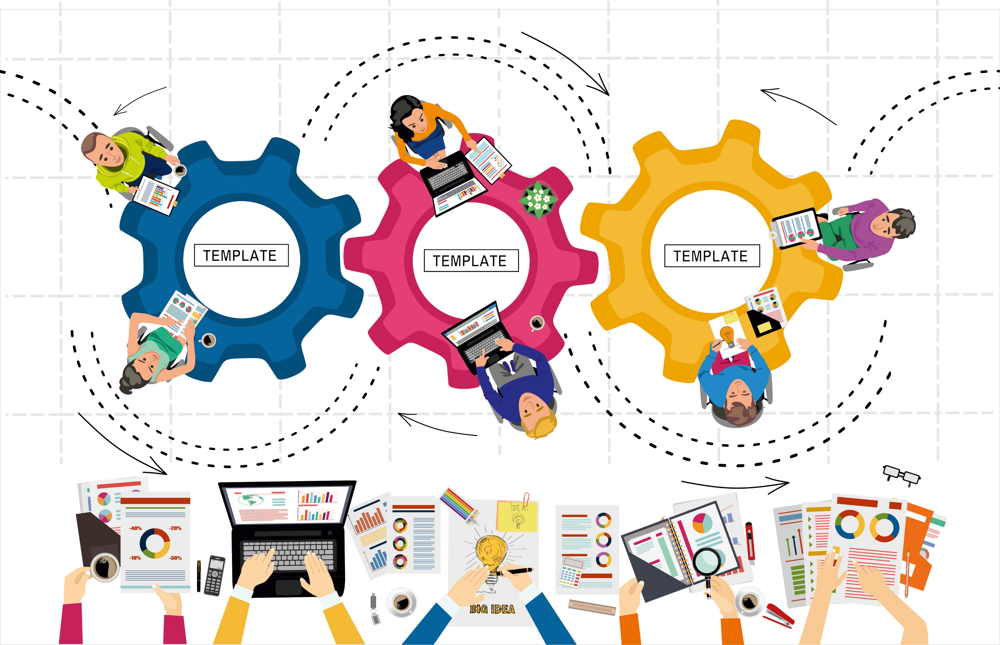 TEMPLATE
TEMPLATE
TEMPLATE
-40%
-20%
-10%
-30%
IDEA.
BIG IDEA